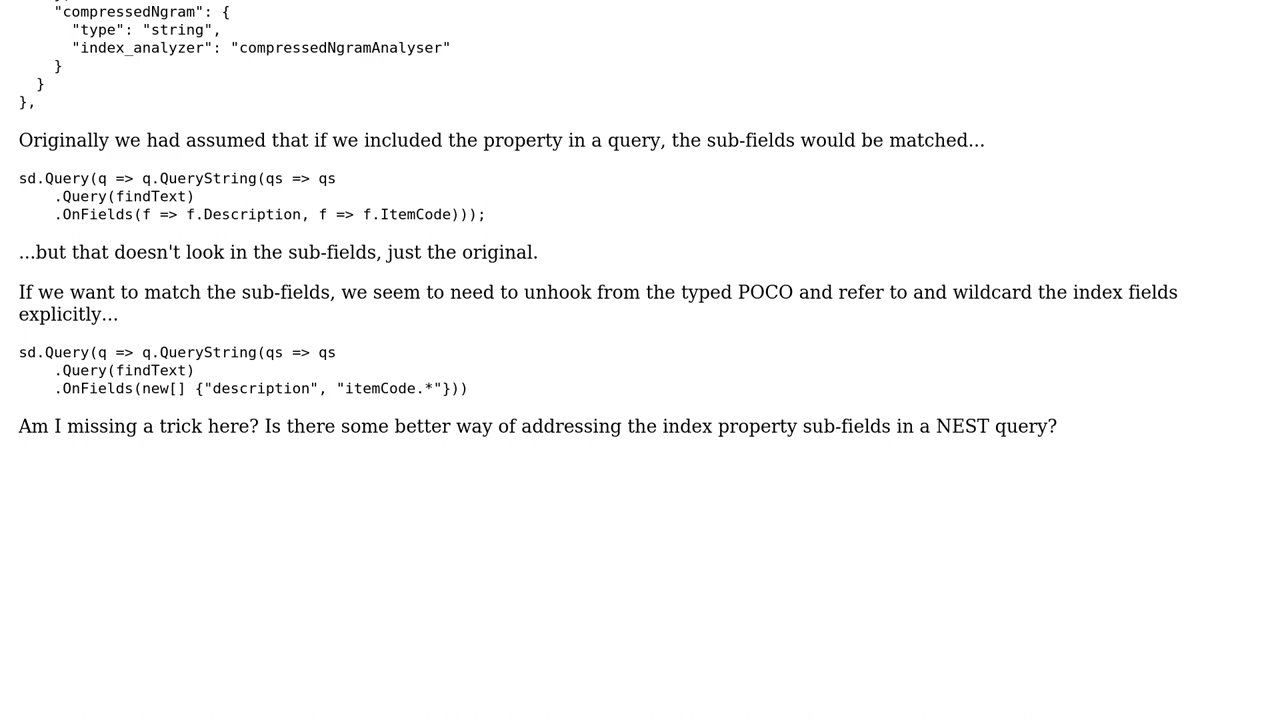 "compressedNgram": {
"type": "string",
"index_analyzer": "compressedNgramAnalyser"
}
}
},
Originally we had assumed that if we included the property in a query, the sub-fields would be matched...
sd.Query(q => q.QueryString(qs => qs
.Query(findText)
.OnFields(f => f.Description, f => f.ItemCode)));
...but that doesn't look in the sub-fields, just the original.
If we want to match the sub-fields, we seem to need to unhook from the typed POCO and refer to and wildcard the index fields
explicitly...
sd.Query(q => q.QueryString(qs => qs
.Query(findText)
.OnFields(new[] {"description", "itemCode.*"}))
Am I missing a trick here? Is there some better way of addressing the index property sub-fields in a NEST query?